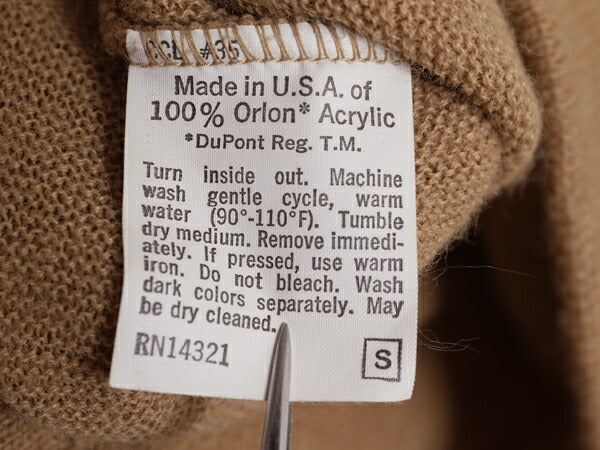 #35
Made in U.S.A. of
100% Orlon* Acrylic
*DuPont Reg. T.M.
Turn inside out. Machine
wash gentle cycle, warm
water (90°-110°F). Tumble
dry medium. Remove immedi-
ately. If pressed, use warm
iron. Do not bleach. Wash
dark colors separately. May
be dry cleaned.
RN14321
S